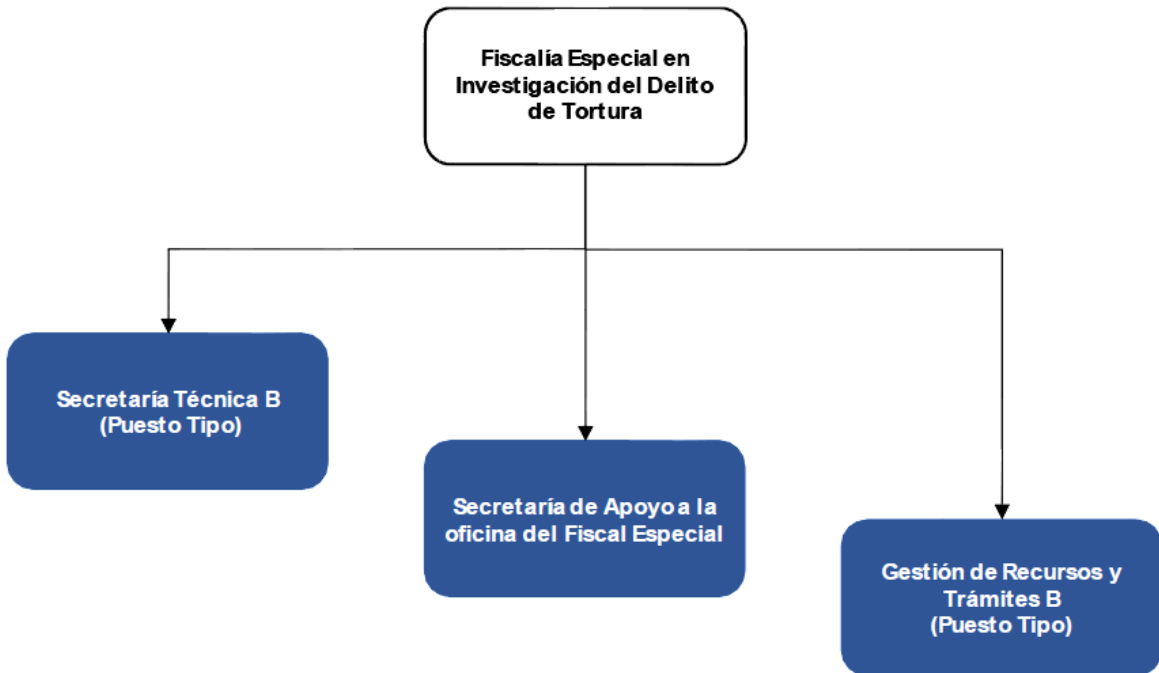 Fiscalía Especial en
Investigación del Delito
de Tortura
Secretaría Técnica B
(Puesto Tipo)
Secretaría de Apoyo a la
oficina del Fiscal Especial
Gestión de Recursos y
Trámites B
(Puesto Tipo)